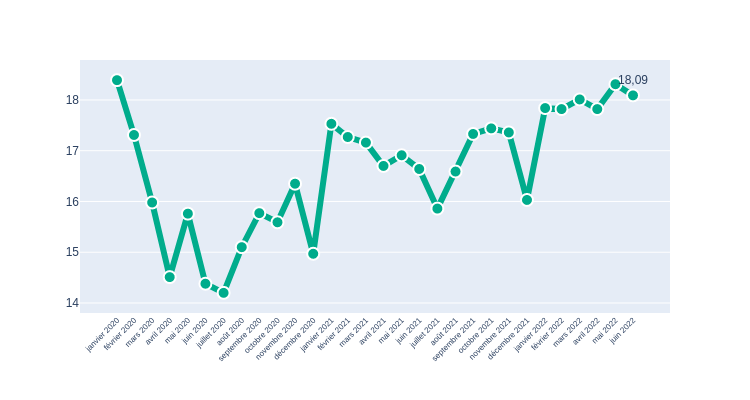 18,09
18
17
16
15
14
janvier 2020
février 2020
mars 2020
avril 2020
mai 2020
juin 2020
juillet 2020
août 2020
septembre 2020
octobre 2020
novembre 2020
décembre 2020
janvier 2021
février 2021
mars 2021
avril 2021
mai 2021
juin 2021
juillet 2021
août 2021
septembre 2021
octobre 2021
novembre 2021
décembre 2021
janvier 2022
février 2022
mars 2022
avril 2022
mai 2022
juin 2022